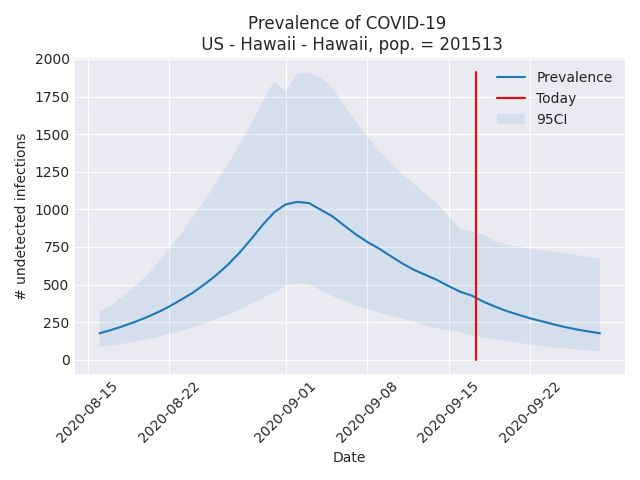 Prevalence of COVID-19
US - Hawaii - Hawaii, pop. = 201513
# undetected infections
2000
1750
1500
1250
1000
750
500
250
0
Prevalence
Today
95CI
2020-08-15
2020-08-22
2020-09-01
2020-09-08
2020-09-15
2020-09-22
Date